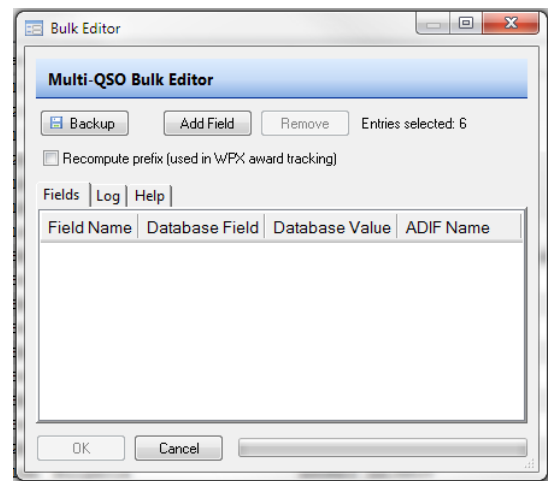 Bulk Editor
Multi-QSO Bulk Editor
Backup Add Field Remove Entries selected: 6
Recompute prefix (used in WPX award tracking)
Fields Log Help
Field Name Database Field Database Value ADIF Name
OK Cancel